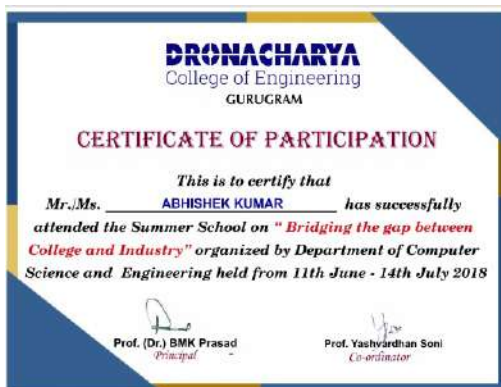 DRONACHARYA
College of Engineering
GURUGRAM
CERTIFICATE OF PARTICIPATION
This is to certify that
Mr./Ms. ABHISHEK KUMAR has successfully
attended the Summer School on “ Bridging the gap between
College and Industry” organized by Department of Computer
Science and Engineering held from 11th June - 14th July 2018
Prof. (Dr.) BMK Prasad
Principal
Prof. Yashvardhan Soni
Co-ordinator